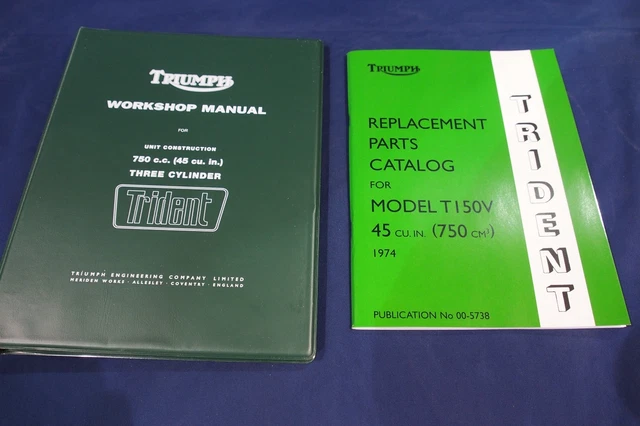 TRIUMPH
WORKSHOP MANUAL
FOR
UNIT CONSTRUCTION
750 c.c. (45 cu. in.)
THREE CYLINDER
Trident
TRIUMPH ENGINEERING COMPANY LIMITED
MERIDEN WORKS · ALLESLEY · COVENTRY · ENGLAND
TRIUMPH
REPLACEMENT
PARTS
CATALOG
FOR
MODEL T150V
45 CU. IN. (750 CM³)
1974
PUBLICATION No 00-5738
TRIDENT